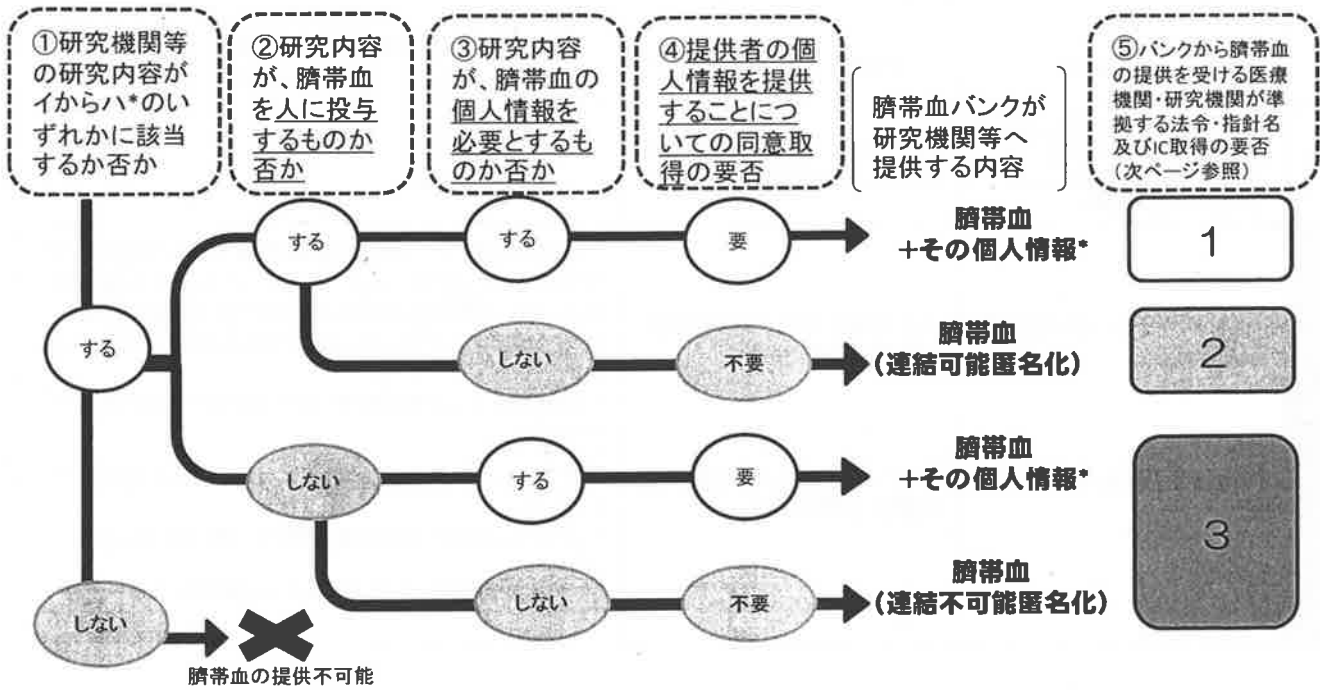 ①研究機関等
の研究内容が
イからハ*のい
ずれかに該当
するか否か
②研究内容
が、臍帯血
を人に投与
するものか
否か
③研究内容
が、臍帯血の
個人情報を
必要とするも
のか否か
④提供者の個
人情報を提供
することにつ
いての同意取
得の要否
臍帯血バンクが
研究機関等へ
提供する内容
⑤バンクから臍帯血
の提供を受ける医療
機関・研究機関が準
拠する法令・指針名
及びIC取得の要否
(次ページ参照)
する
する
要
臍帯血
+その個人情報*
1
する
しない
不要
臍帯血
(連結可能匿名化)
2
しない
する
要
臍帯血
+その個人情報*
3
しない
不要
臍帯血
(連結不可能匿名化)
しない
臍帯血の提供不可能